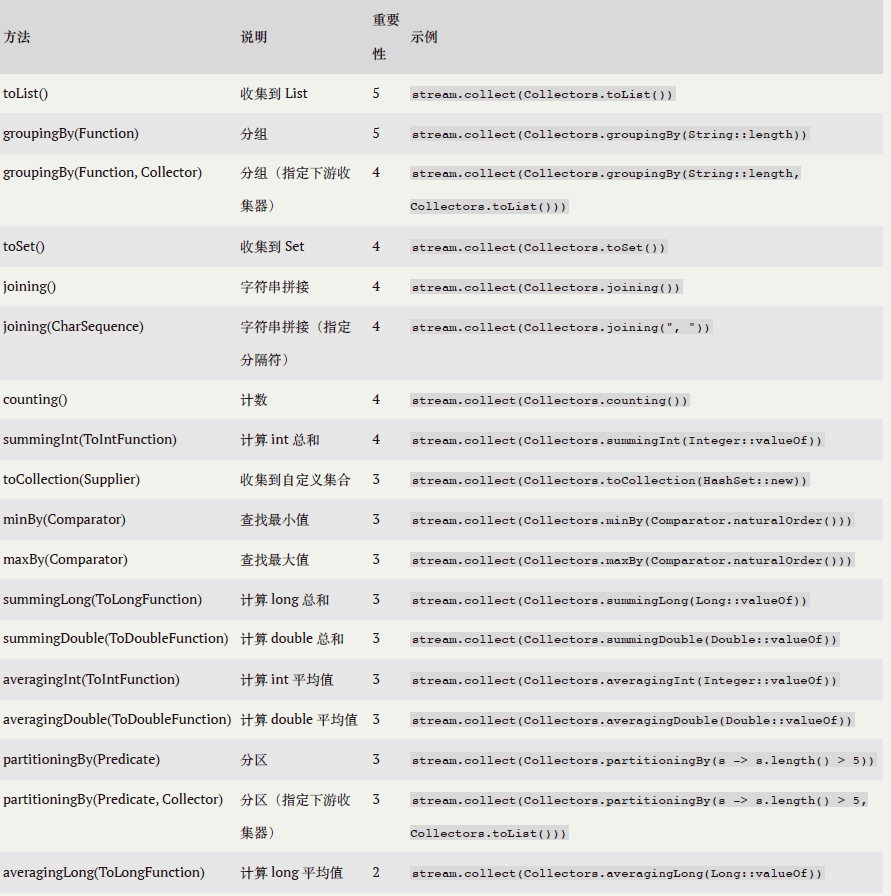 方法 说明 重要性 示例
toList() 收集到 List 5 stream.collect(Collectors.toList())
groupingBy(Function) 分组 5 stream.collect(Collectors.groupingBy(String::length))
groupingBy(Function, Collector) 分组（指定下游收 4 stream.collect(Collectors.groupingBy(String::length,
集器） Collectors.toList()))
toSet() 收集到 Set 4 stream.collect(Collectors.toSet())
joining() 字符串拼接 4 stream.collect(Collectors.joining())
joining(CharSequence) 字符串拼接（指定 4 stream.collect(Collectors.joining(", "))
分隔符）
counting() 计数 4 stream.collect(Collectors.counting())
summingInt(ToIntFunction) 计算 int 总和 4 stream.collect(Collectors.summingInt(Integer::valueOf))
toCollection(Supplier) 收集到自定义集合 3 stream.collect(Collectors.toCollection(HashSet::new))
minBy(Comparator) 查找最小值 3 stream.collect(Collectors.minBy(Comparator.naturalOrder()))
maxBy(Comparator) 查找最大值 3 stream.collect(Collectors.maxBy(Comparator.naturalOrder()))
summingLong(ToLongFunction) 计算 long 总和 3 stream.collect(Collectors.summingLong(Long::valueOf))
summingDouble(ToDoubleFunction) 计算 double 总和 3 stream.collect(Collectors.summingDouble(Double::valueOf))
averagingInt(ToIntFunction) 计算 int 平均值 3 stream.collect(Collectors.averagingInt(Integer::valueOf))
averagingDouble(ToDoubleFunction) 计算 double 平均值 3 stream.collect(Collectors.averagingDouble(Double::valueOf))
partitioningBy(Predicate) 分区 3 stream.collect(Collectors.partitioningBy(s -> s.length() > 5))
partitioningBy(Predicate, Collector) 分区（指定下游收 3 stream.collect(Collectors.partitioningBy(s -> s.length() > 5,
集器） Collectors.toList()))
averagingLong(ToLongFunction) 计算 long 平均值 2 stream.collect(Collectors.averagingLong(Long::valueOf))